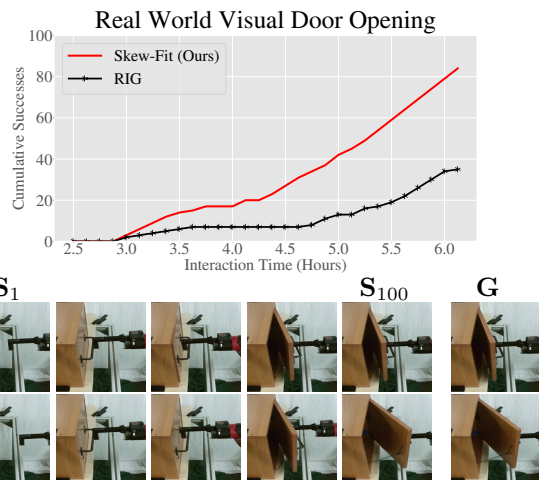 Real World Visual Door Opening
100
80
60
40
20
0
Cumulative Successes
Skew-Fit (Ours)
RIG
2.5 3.0 3.5 4.0 4.5 5.0 5.5 6.0
Interaction Time (Hours)
S₁ S₁₀₀ G